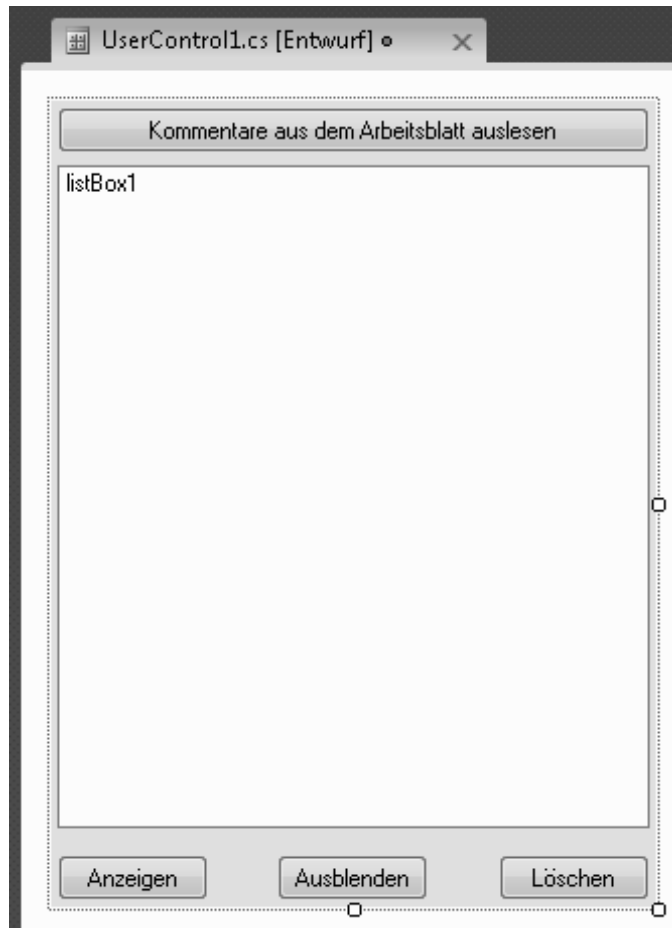 UserControl1.cs [Entwurf] ●
Kommentare aus dem Arbeitsblatt auslesen
listBox1
Anzeigen Ausblenden Löschen